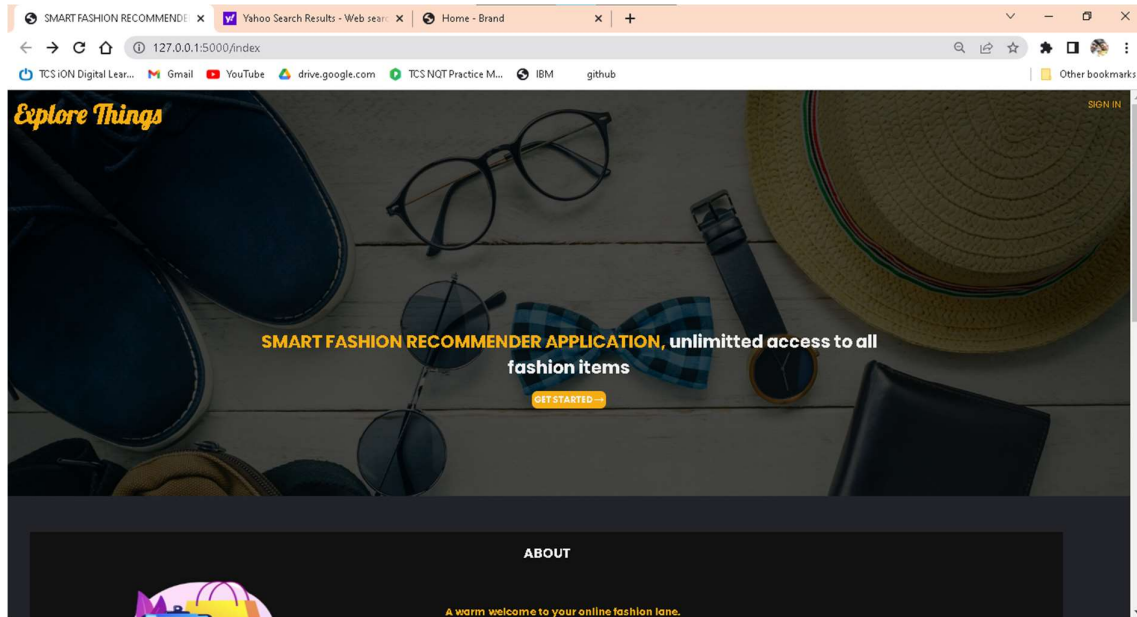 SMART FASHION RECOMMENDE
Yahoo Search Results - Web searc
Home - Brand
127.0.0.1:5000/index
TCS iON Digital Lear...
Gmail
YouTube
drive.google.com
TCS NQT Practice M...
IBM
github
Other bookmarks
Explore Things
SIGN IN
SMART FASHION RECOMMENDER APPLICATION, unlimitted access to all
fashion items
GET STARTED→
ABOUT
A warm welcome to your online fashion lane.